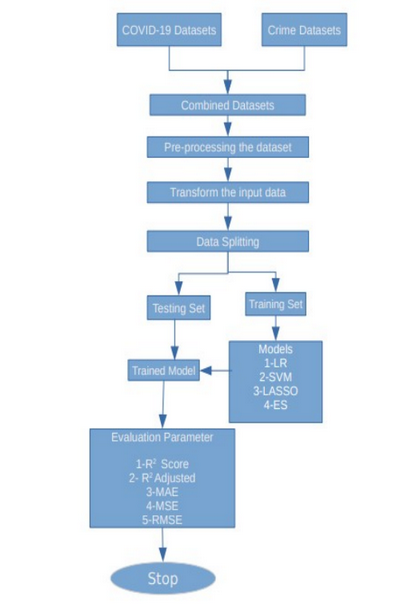 COVID-19 Datasets
Crime Datasets
Combined Datasets
Pre-processing the dataset
Transform the input data
Data Splitting
Testing Set
Training Set
Models
1-LR
2-SVM
3-LASSO
4-ES
Trained Model
Evaluation Parameter
1-R² Score
2- R² Adjusted
3-MAE
4-MSE
5-RMSE
Stop